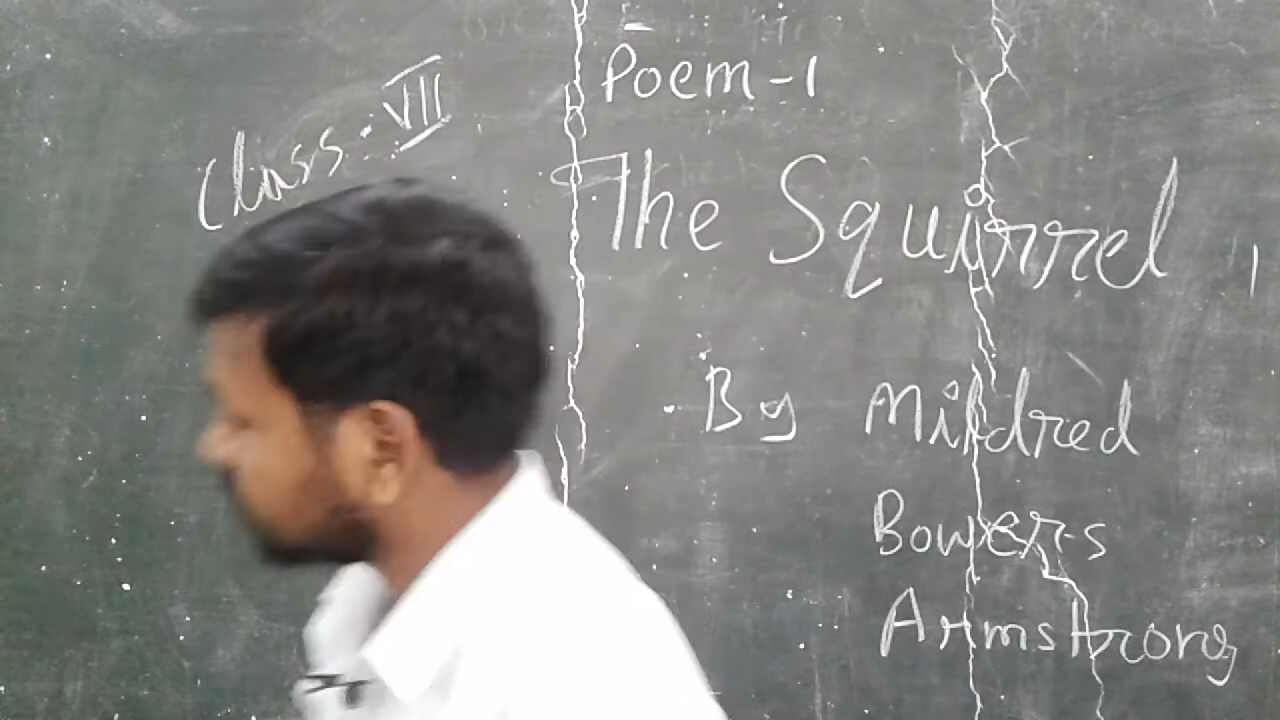 Class: VII
Poem-1
The Squirrel
By Mildred
Bowers
Armstrong